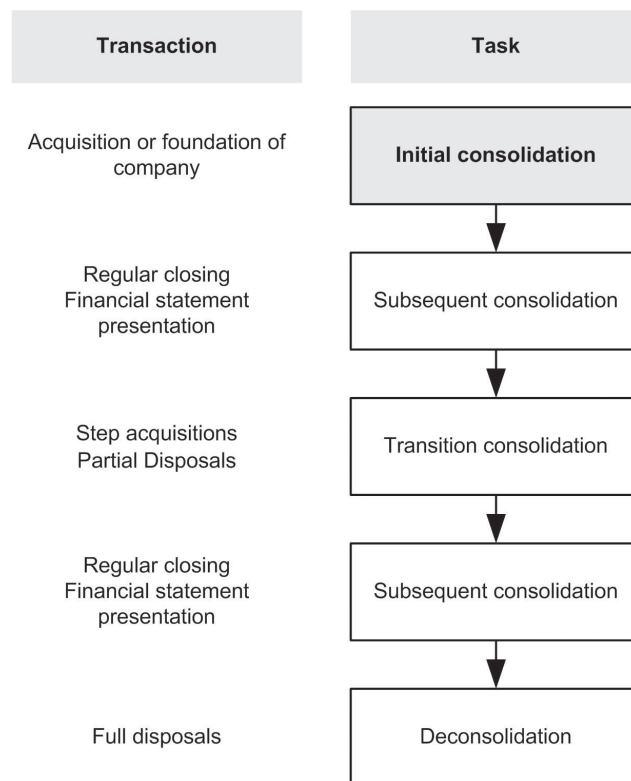 Transaction
Task
Acquisition or foundation of
company
Initial consolidation
Regular closing
Financial statement
presentation
Subsequent consolidation
Step acquisitions
Partial Disposals
Transition consolidation
Regular closing
Financial statement
presentation
Subsequent consolidation
Full disposals
Deconsolidation